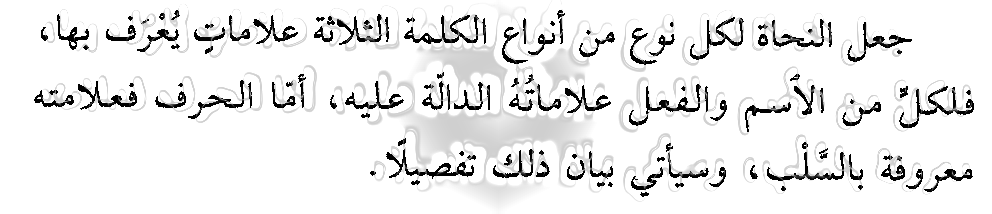 جعل النحاة لكل نوع من أنواع الكلمة الثلاثة علاماتٍ يُعْرَف بها،
فلكلٍّ من الٱسم والفعل علاماتُهُ الدالّة عليه، أمّا الحرف فعلامته
معروفة بالسَّلْب، وسيأتي بيان ذلك تفصيلًا.